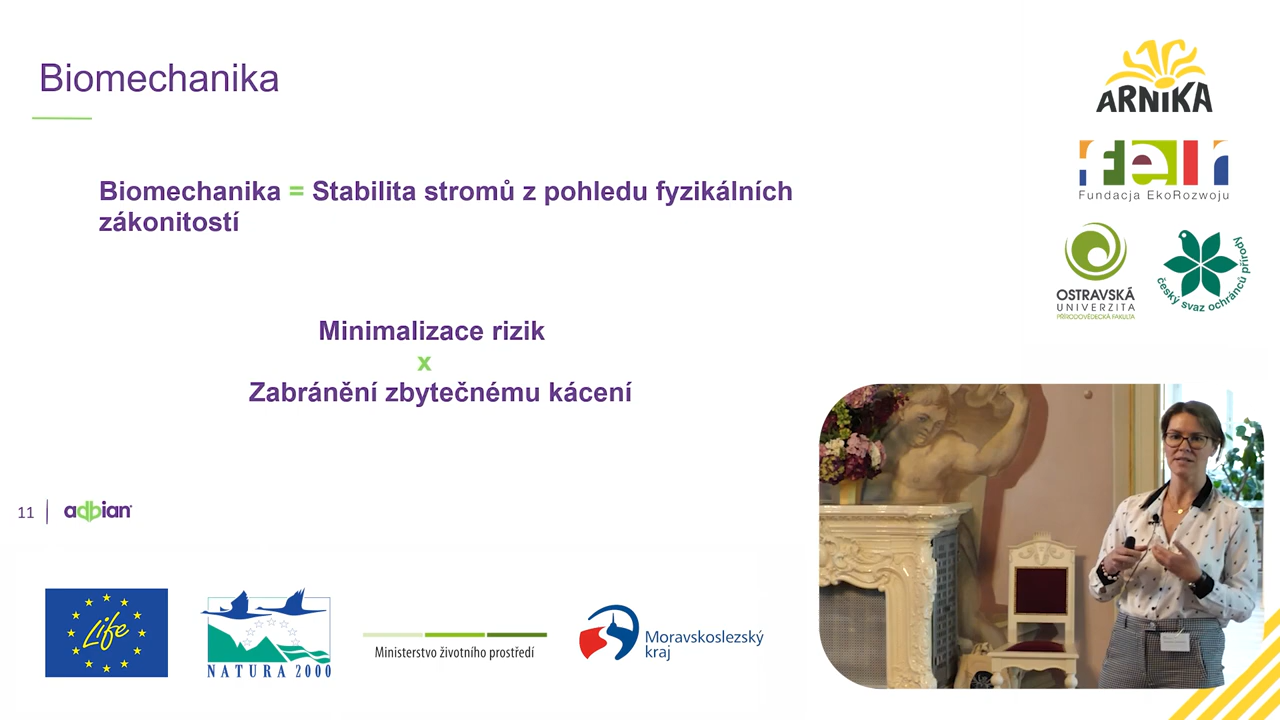 Biomechanika
Biomechanika = Stabilita stromů z pohledu fyzikálních
zákonitostí
Minimalizace rizik
x
Zabránění zbytečnému kácení
11
adbian
ARNIKA
feir
Fundacja EkoRozwoju
OSTRAVSKÁ
UNIVERZITA
PŘÍRODOVĚDECKÁ FAKULTA
český svaz ochránců přírody
Life
NATURA 2000
Ministerstvo životního prostředí
Moravskoslezský
kraj